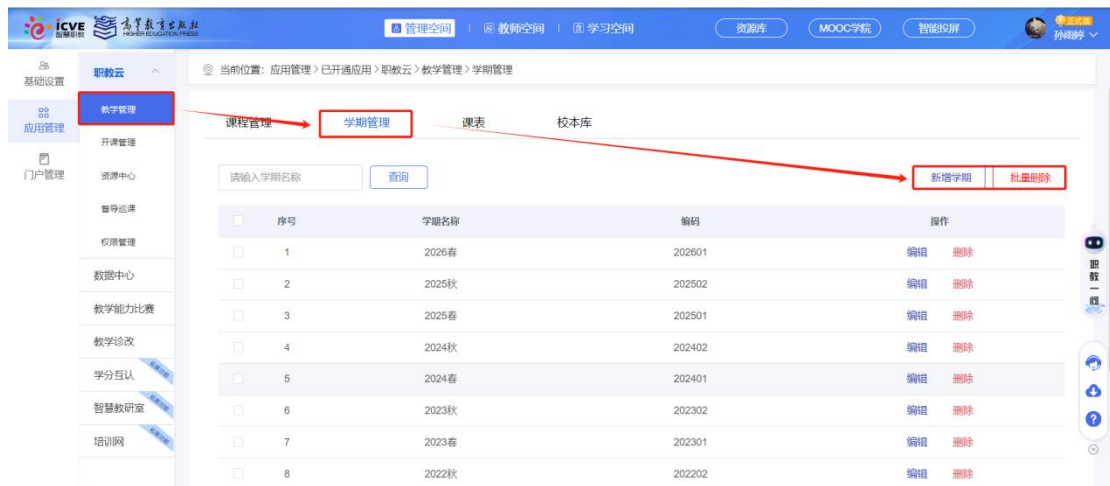 icve 智慧职教 高等教育出版社 HIGHER EDUCATION PRESS 管理空间 教师空间 学习空间 资源库 MOOC学院 智能投屏 正式版 孙雨婷
基础设置 职教云 当前位置：应用管理>已开通应用>职教云>教学管理>学期管理
应用管理 教学管理 课程管理 学期管理 课表 校本库
开课管理
门户管理 资源中心 请输入学期名称 查询 新增学期 批量删除
督导巡课 序号 学期名称 编码 操作
权限管理 1 2026春 202601 编辑 删除
数据中心 2 2025秋 202502 编辑 删除
教学能力比赛 3 2025春 202501 编辑 删除
教学诊改 4 2024秋 202402 编辑 删除
学分互认 5 2024春 202401 编辑 删除
智慧教研室 6 2023秋 202302 编辑 删除
培训网 7 2023春 202301 编辑 删除
8 2022秋 202202 编辑 删除
职教一问